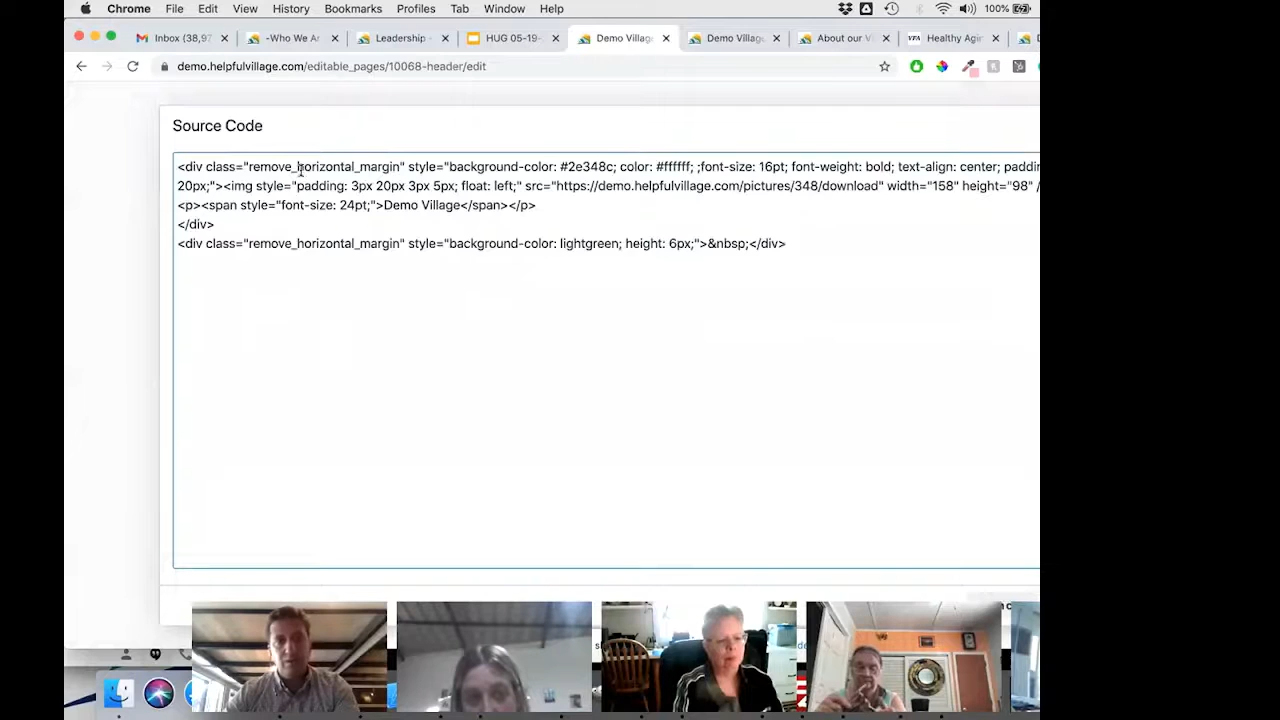 Chrome File Edit View History Bookmarks Profiles Tab Window Help 100%
Inbox (38,97 -Who We Ar Leadership HUG 05-19- Demo Villag Demo Villag About our V Healthy Agin
demo.helpfulvillage.com/editable_pages/10068-header/edit
Source Code
<div class="remove_horizontal_margin" style="background-color: #2e348c; color: #ffffff; ;font-size: 16pt; font-weight: bold; text-align: center; paddin
20px;"><img style="padding: 3px 20px 3px 5px; float: left;" src="https://demo.helpfulvillage.com/pictures/348/download" width="158" height="98" /
<p><span style="font-size: 24pt;">Demo Village</span></p>
</div>
<div class="remove_horizontal_margin" style="background-color: lightgreen; height: 6px;">&nbsp;</div>